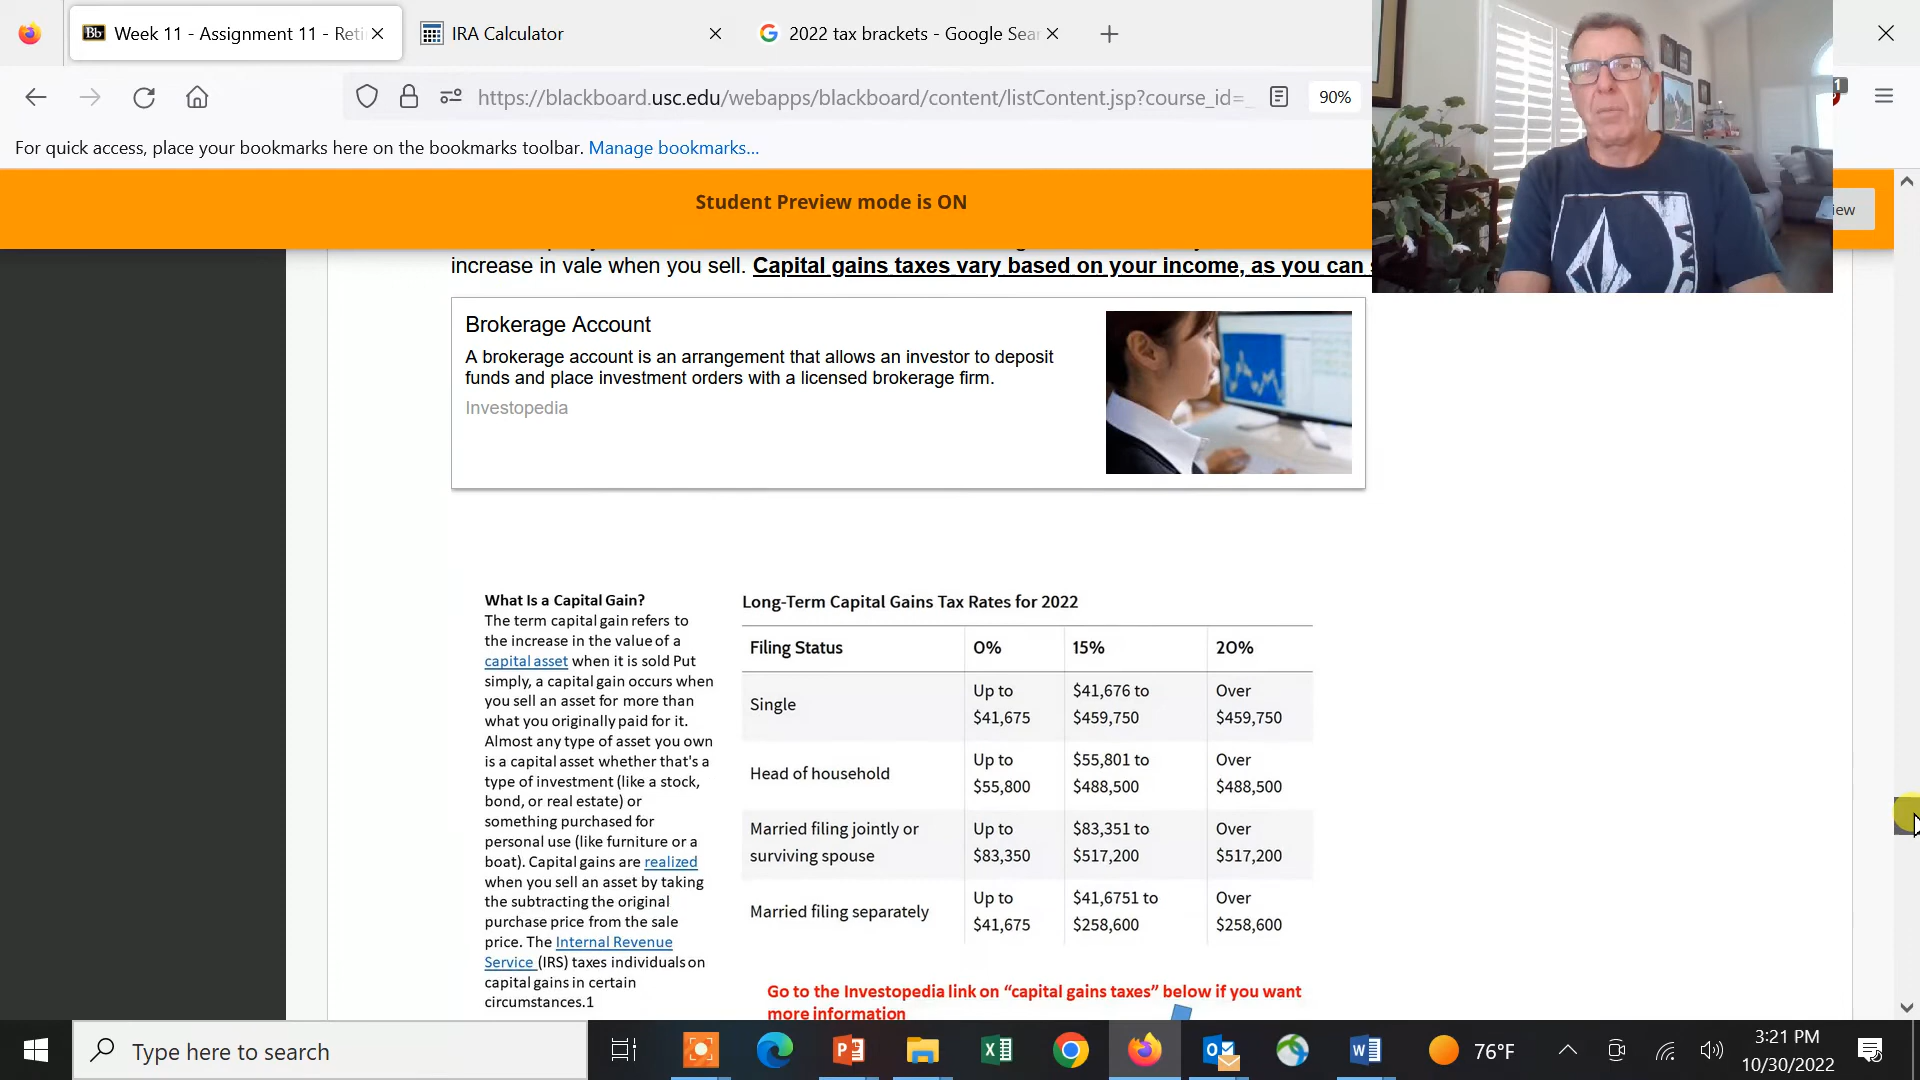 Week 11 - Assignment 11 - Reti
IRA Calculator
2022 tax brackets - Google Sear
https://blackboard.usc.edu/webapps/blackboard/content/listContent.jsp?course_id=_
90%
1
For quick access, place your bookmarks here on the bookmarks toolbar. Manage bookmarks...
Student Preview mode is ON
iew
increase in vale when you sell. Capital gains taxes vary based on your income, as you can s
Brokerage Account
A brokerage account is an arrangement that allows an investor to deposit
funds and place investment orders with a licensed brokerage firm.
Investopedia
What Is a Capital Gain?
The term capital gain refers to
the increase in the value of a
capital asset when it is sold Put
simply, a capital gain occurs when
you sell an asset for more than
what you originally paid for it.
Almost any type of asset you own
is a capital asset whether that's a
type of investment (like a stock,
bond, or real estate) or
something purchased for
personal use (like furniture or a
boat). Capital gains are realized
when you sell an asset by taking
the subtracting the original
purchase price from the sale
price. The Internal Revenue
Service (IRS) taxes individuals on
capital gains in certain
circumstances.1
Long-Term Capital Gains Tax Rates for 2022
Filing Status 0% 15% 20%
Single Up to $41,675 $41,676 to $459,750 Over $459,750
Head of household Up to $55,800 $55,801 to $488,500 Over $488,500
Married filing jointly or surviving spouse Up to $83,350 $83,351 to $517,200 Over $517,200
Married filing separately Up to $41,675 $41,6751 to $258,600 Over $258,600
Go to the Investopedia link on “capital gains taxes” below if you want
more information
Type here to search
76°F
3:21 PM
10/30/2022